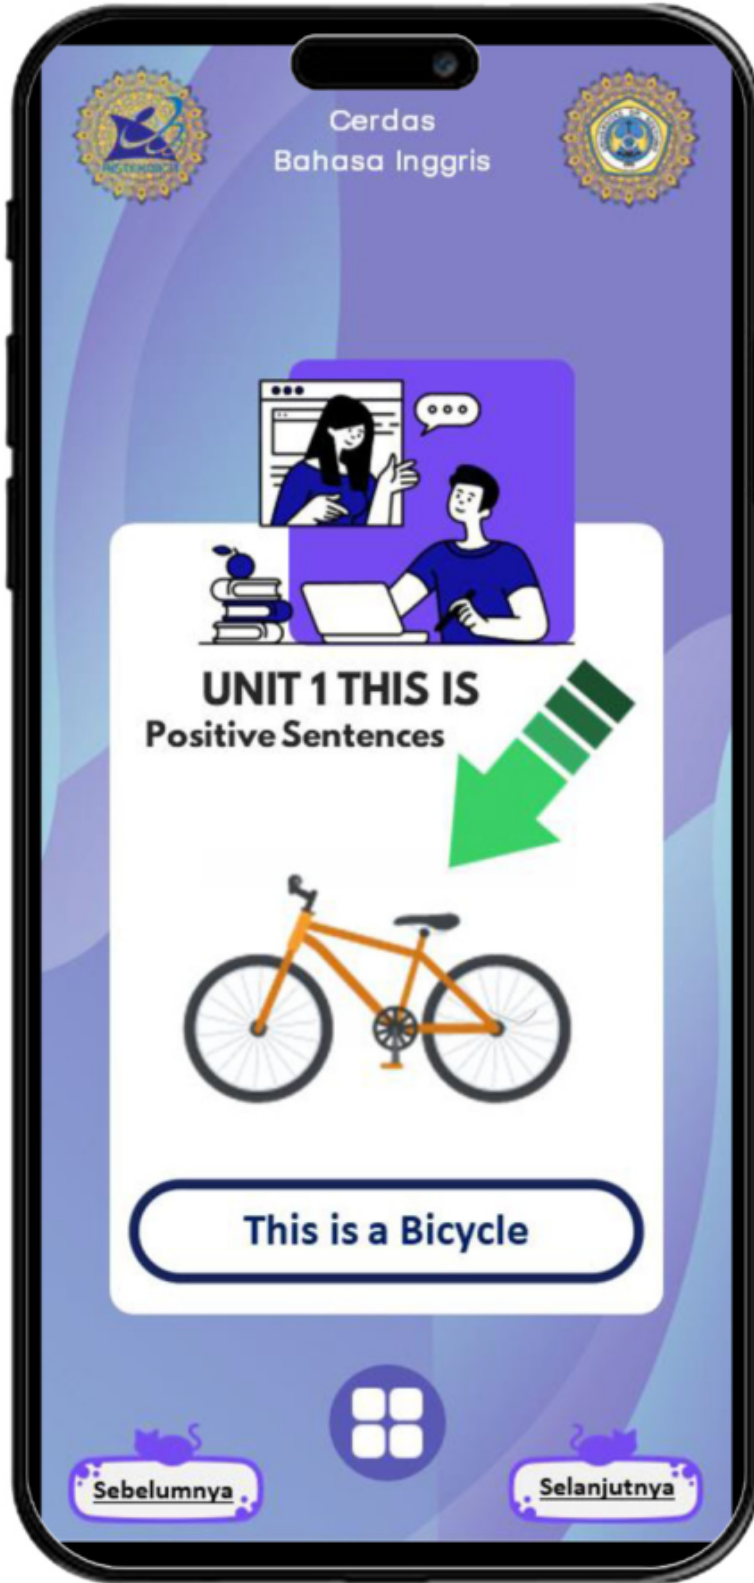 Cerdas
Bahasa Inggris
UNIT 1 THIS IS
Positive Sentences
This is a Bicycle
Sebelumnya
Selanjutnya